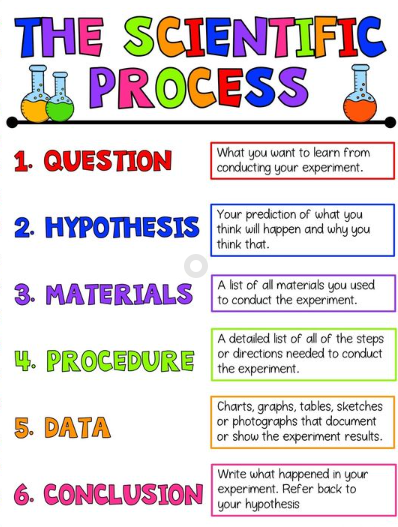 THE SCIENTIFIC
PROCESS
1. QUESTION
What you want to learn from
conducting your experiment.
2. HYPOTHESIS
Your prediction of what you
think will happen and why you
think that.
3. MATERIALS
A list of all materials you used
to conduct the experiment.
4. PROCEDURE
A detailed list of all of the steps
or directions needed to conduct
the experiment.
5. DATA
Charts, graphs, tables, sketches
or photographs that document
or show the experiment results.
6. CONCLUSION
Write what happened in your
experiment. Refer back to
your hypothesis